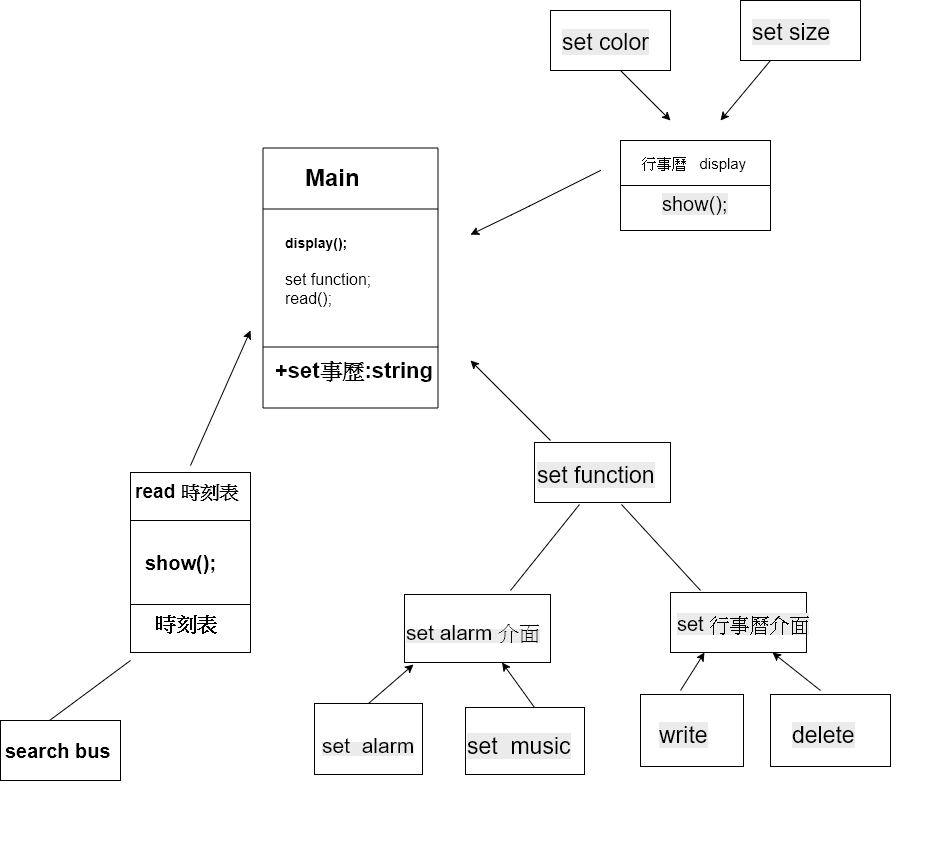 set color
set size
行事曆 display
show();
Main
display();
set function;
read();
+set事歷:string
read 時刻表
show();
時刻表
search bus
set function
set alarm 介面
set 行事曆介面
set alarm
set music
write
delete